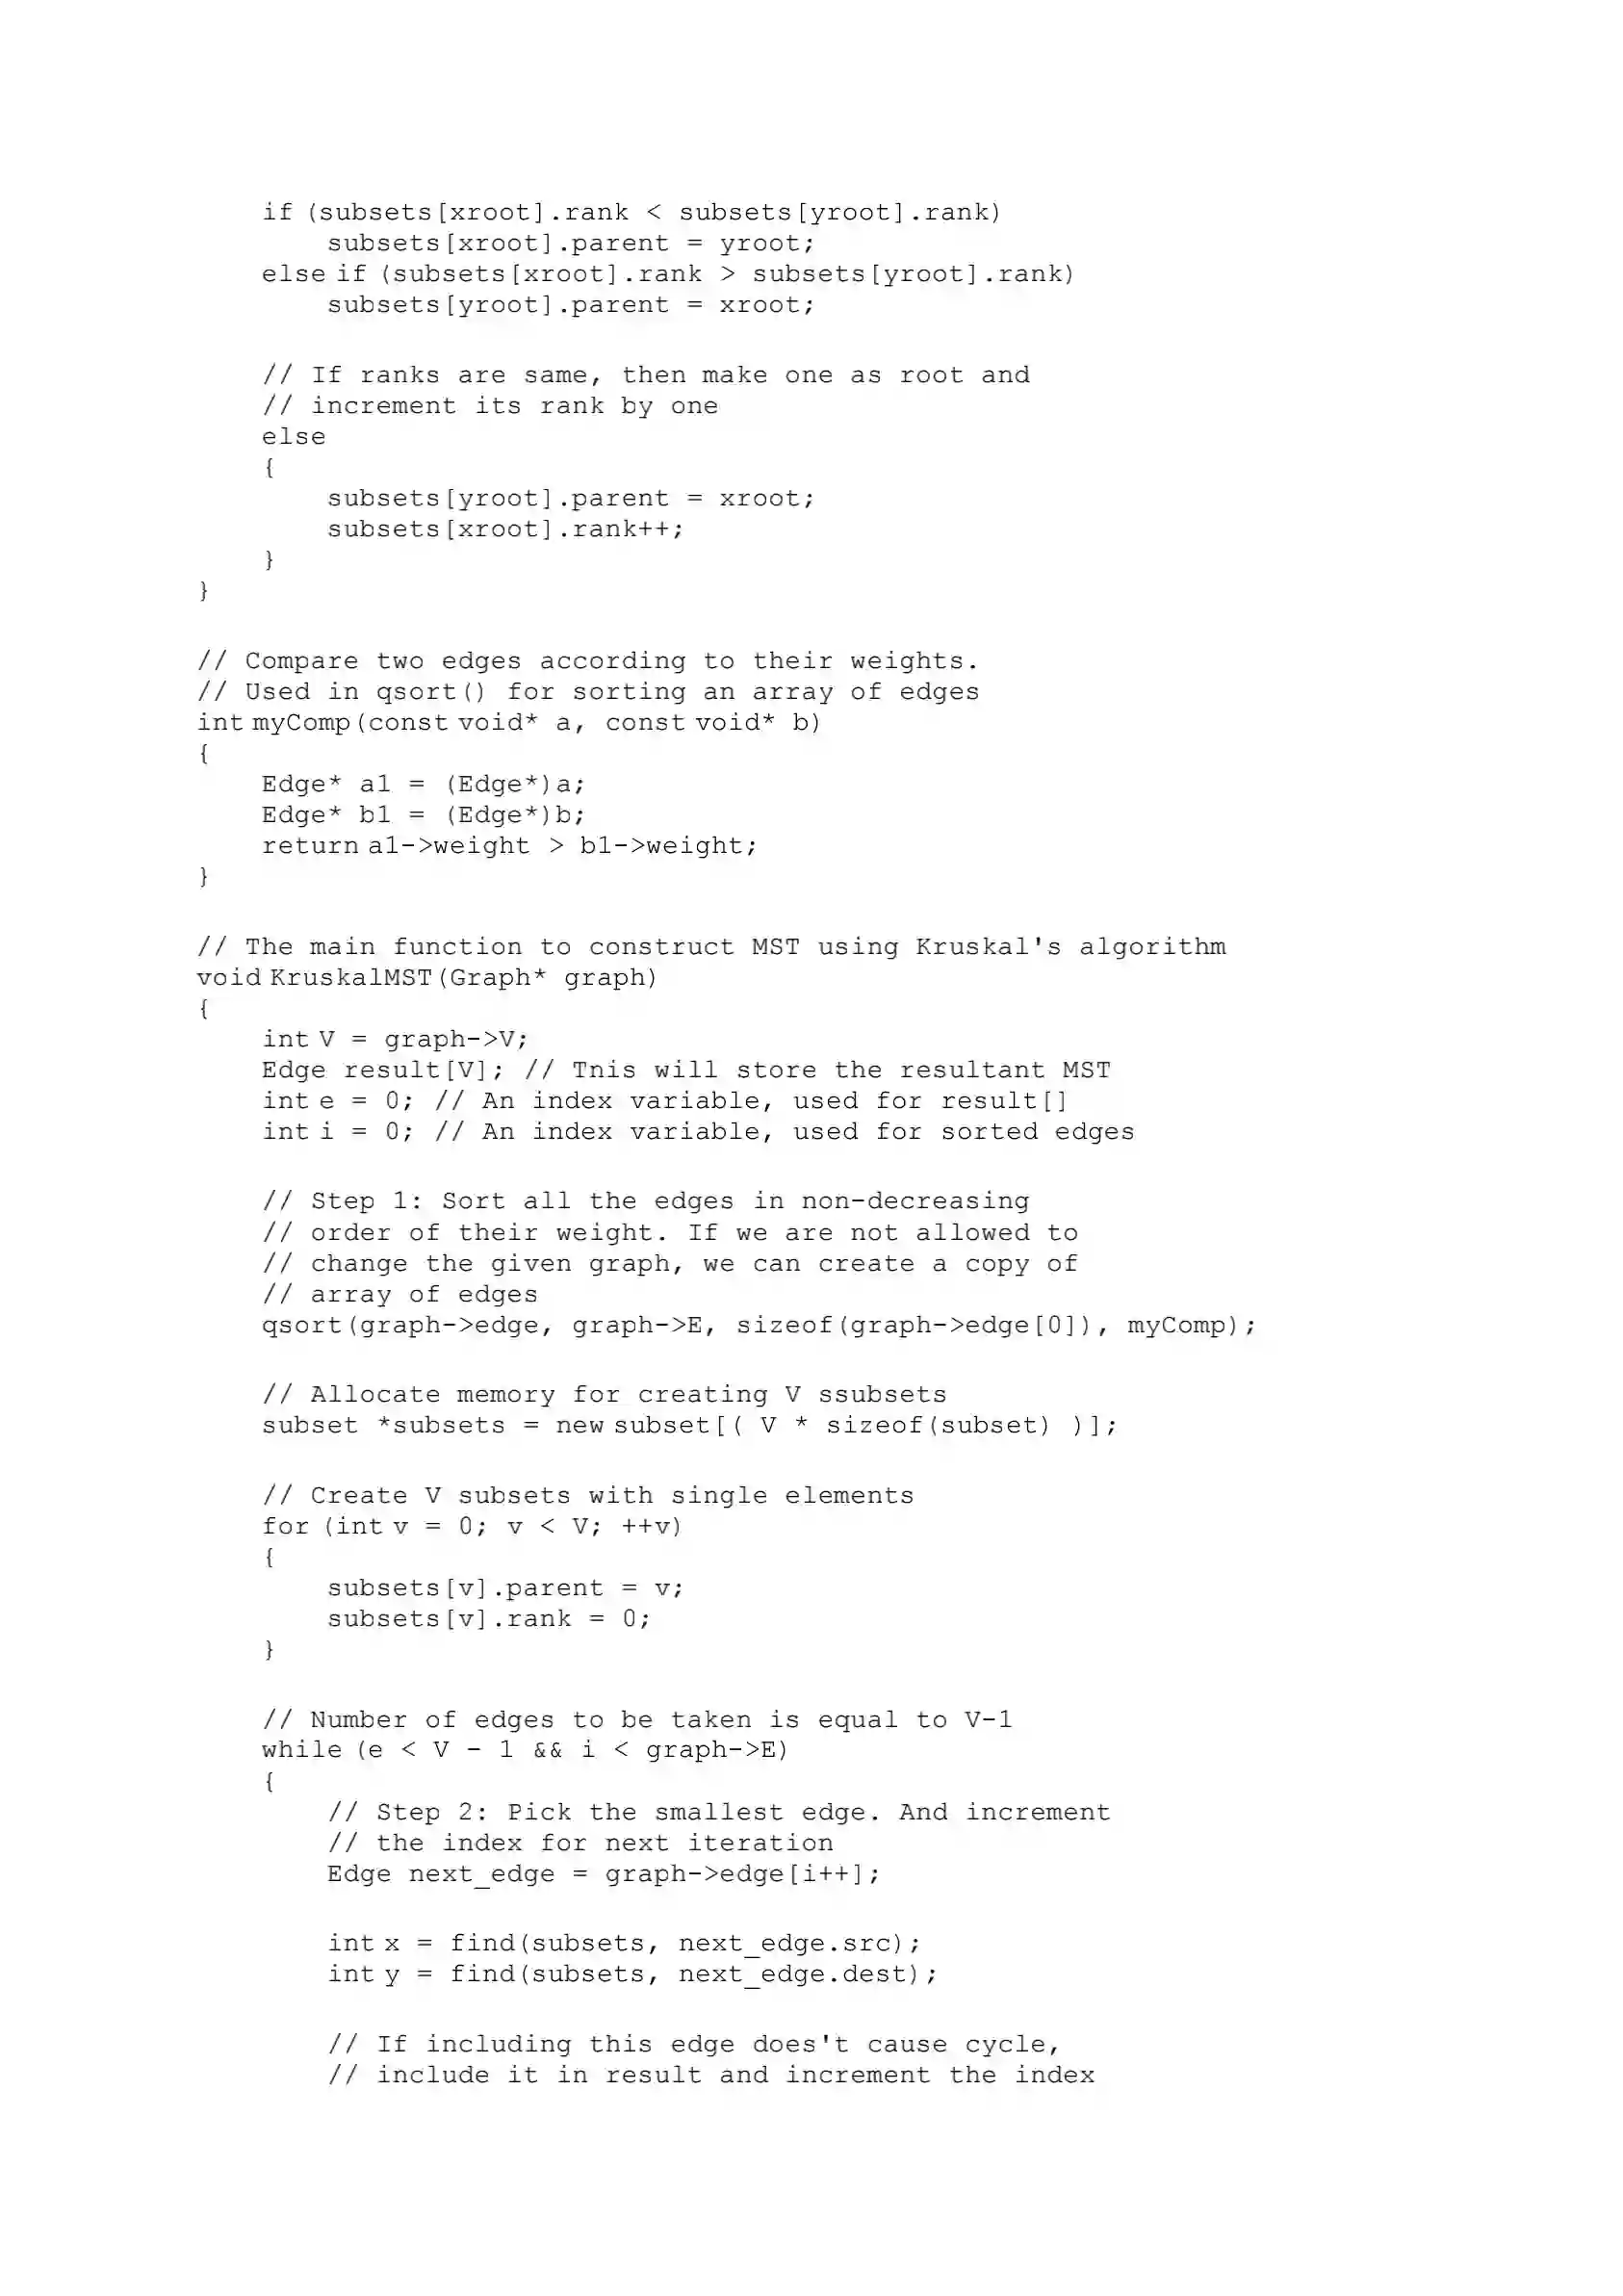 if (subsets[xroot].rank < subsets[yroot].rank)
        subsets[xroot].parent = yroot;
    else if (subsets[xroot].rank > subsets[yroot].rank)
        subsets[yroot].parent = xroot;

    // If ranks are same, then make one as root and
    // increment its rank by one
    else
    {
        subsets[yroot].parent = xroot;
        subsets[xroot].rank++;
    }
}

// Compare two edges according to their weights.
// Used in qsort() for sorting an array of edges
int myComp(const void* a, const void* b)
{
    Edge* a1 = (Edge*)a;
    Edge* b1 = (Edge*)b;
    return a1->weight > b1->weight;
}

// The main function to construct MST using Kruskal's algorithm
void KruskalMST(Graph* graph)
{
    int V = graph->V;
    Edge result[V]; // Tnis will store the resultant MST
    int e = 0; // An index variable, used for result[]
    int i = 0; // An index variable, used for sorted edges

    // Step 1: Sort all the edges in non-decreasing
    // order of their weight. If we are not allowed to
    // change the given graph, we can create a copy of
    // array of edges
    qsort(graph->edge, graph->E, sizeof(graph->edge[0]), myComp);

    // Allocate memory for creating V ssubsets
    subset *subsets = new subset[( V * sizeof(subset) )];

    // Create V subsets with single elements
    for (int v = 0; v < V; ++v)
    {
        subsets[v].parent = v;
        subsets[v].rank = 0;
    }

    // Number of edges to be taken is equal to V-1
    while (e < V - 1 && i < graph->E)
    {
        // Step 2: Pick the smallest edge. And increment
        // the index for next iteration
        Edge next_edge = graph->edge[i++];

        int x = find(subsets, next_edge.src);
        int y = find(subsets, next_edge.dest);

        // If including this edge does't cause cycle,
        // include it in result and increment the index